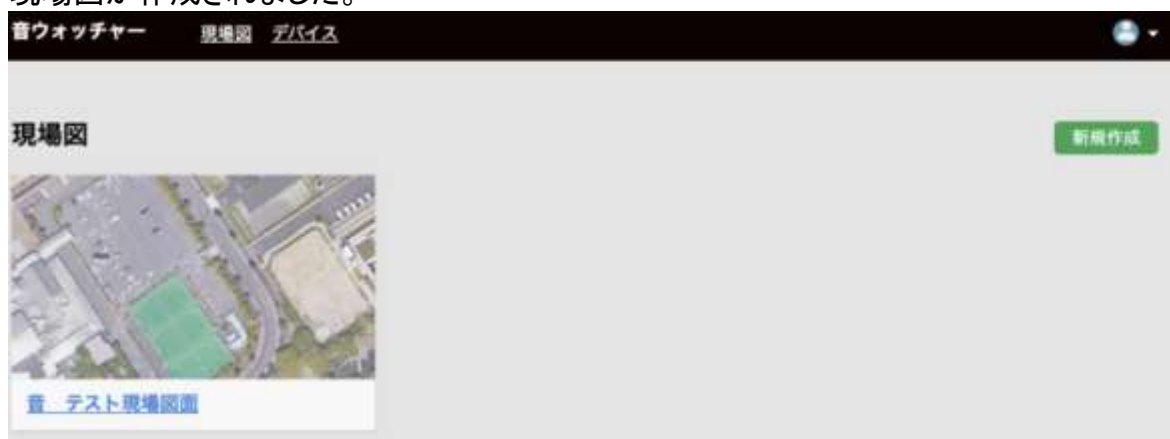 現場図が作成されました。
音ウォッチャー 現場図 デバイス
現場図
新規作成
音 テスト現場図面